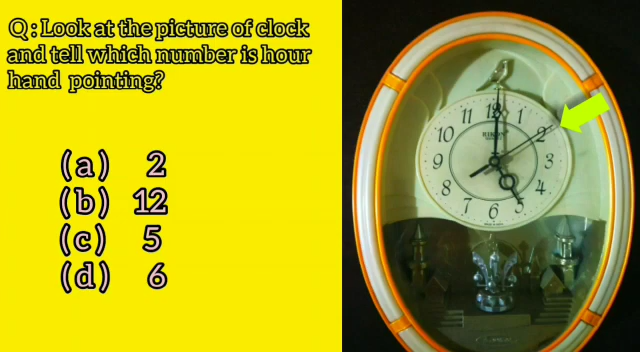 Q : Look at the picture of clock
and tell which number is hour
hand pointing?
(a) 2
(b) 12
(c) 5
(d) 6
11 12 1
10 2
9 3
8 4
7 6 5